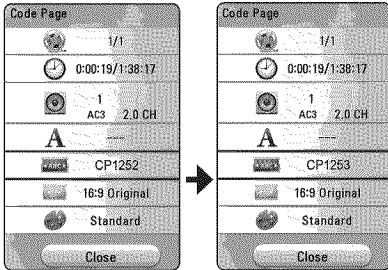 Code Page
1/1
0:00:19/1:38:17
1
AC3 2.0 CH
A
----
CP1252
16:9 Original
Standard
Close
Code Page
1/1
0:00:19/1:38:17
1
AC3 2.0 CH
A
----
CP1253
16:9 Original
Standard
Close